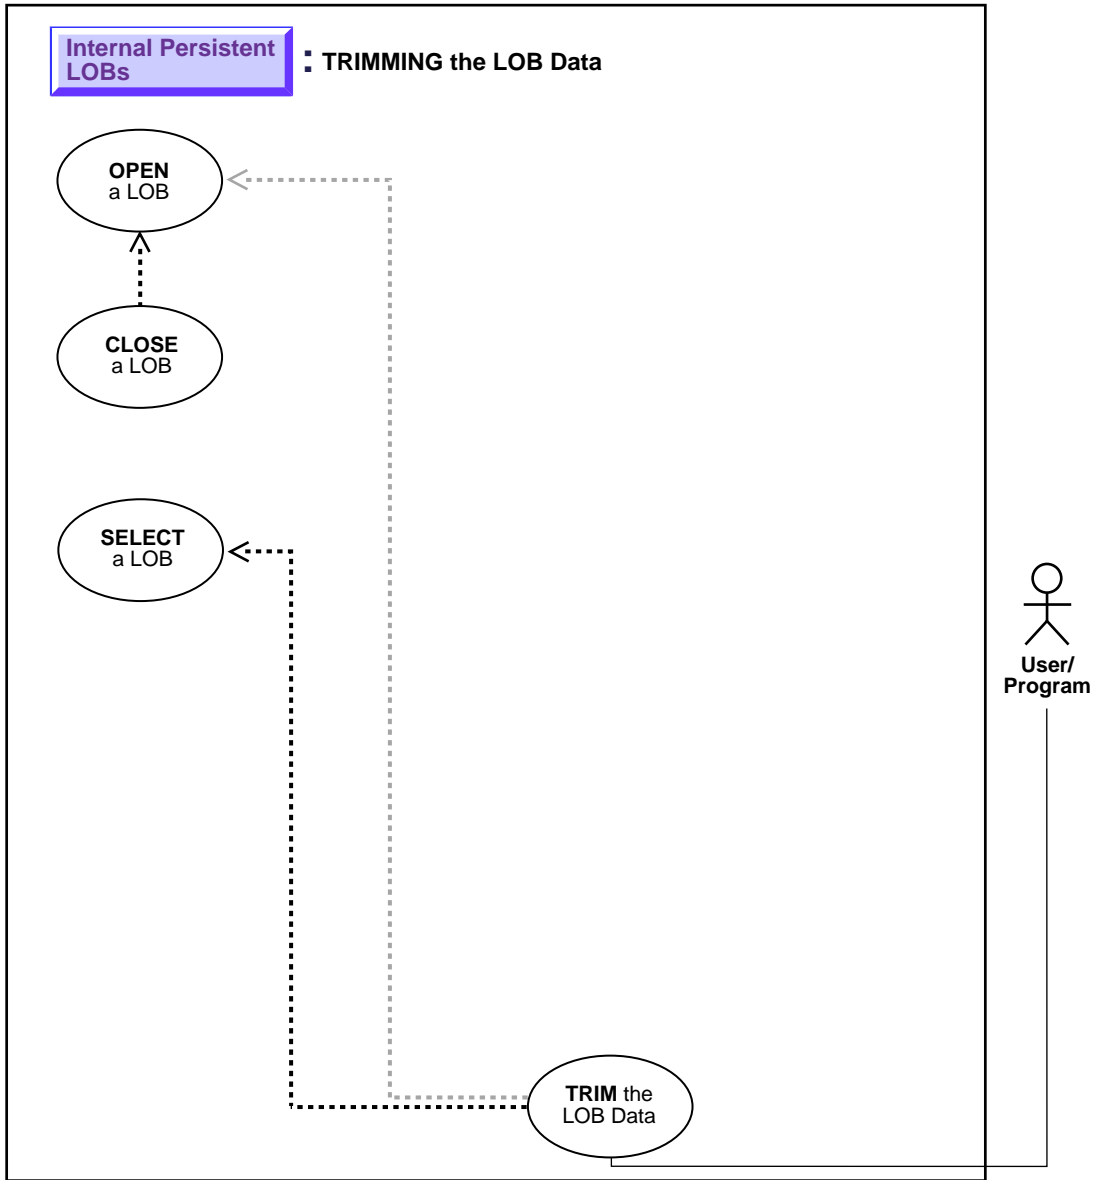 Internal Persistent
LOBs
: TRIMMING the LOB Data
OPEN
a LOB
CLOSE
a LOB
SELECT
a LOB
User/
Program
TRIM the
LOB Data